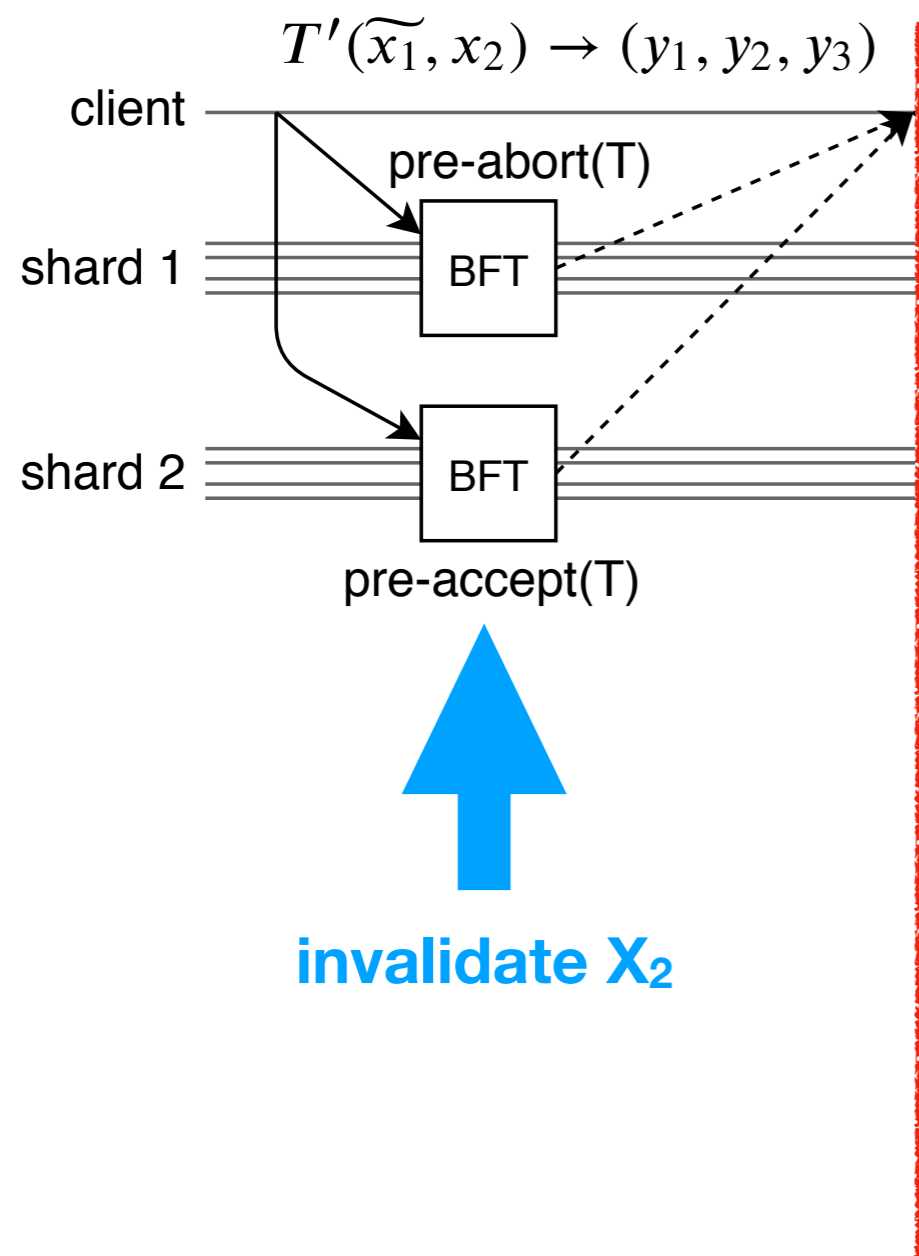 T′(x̃₁, x₂) → (y₁, y₂, y₃)
client
pre-abort(T)
shard 1
BFT
shard 2
BFT
pre-accept(T)
invalidate X₂